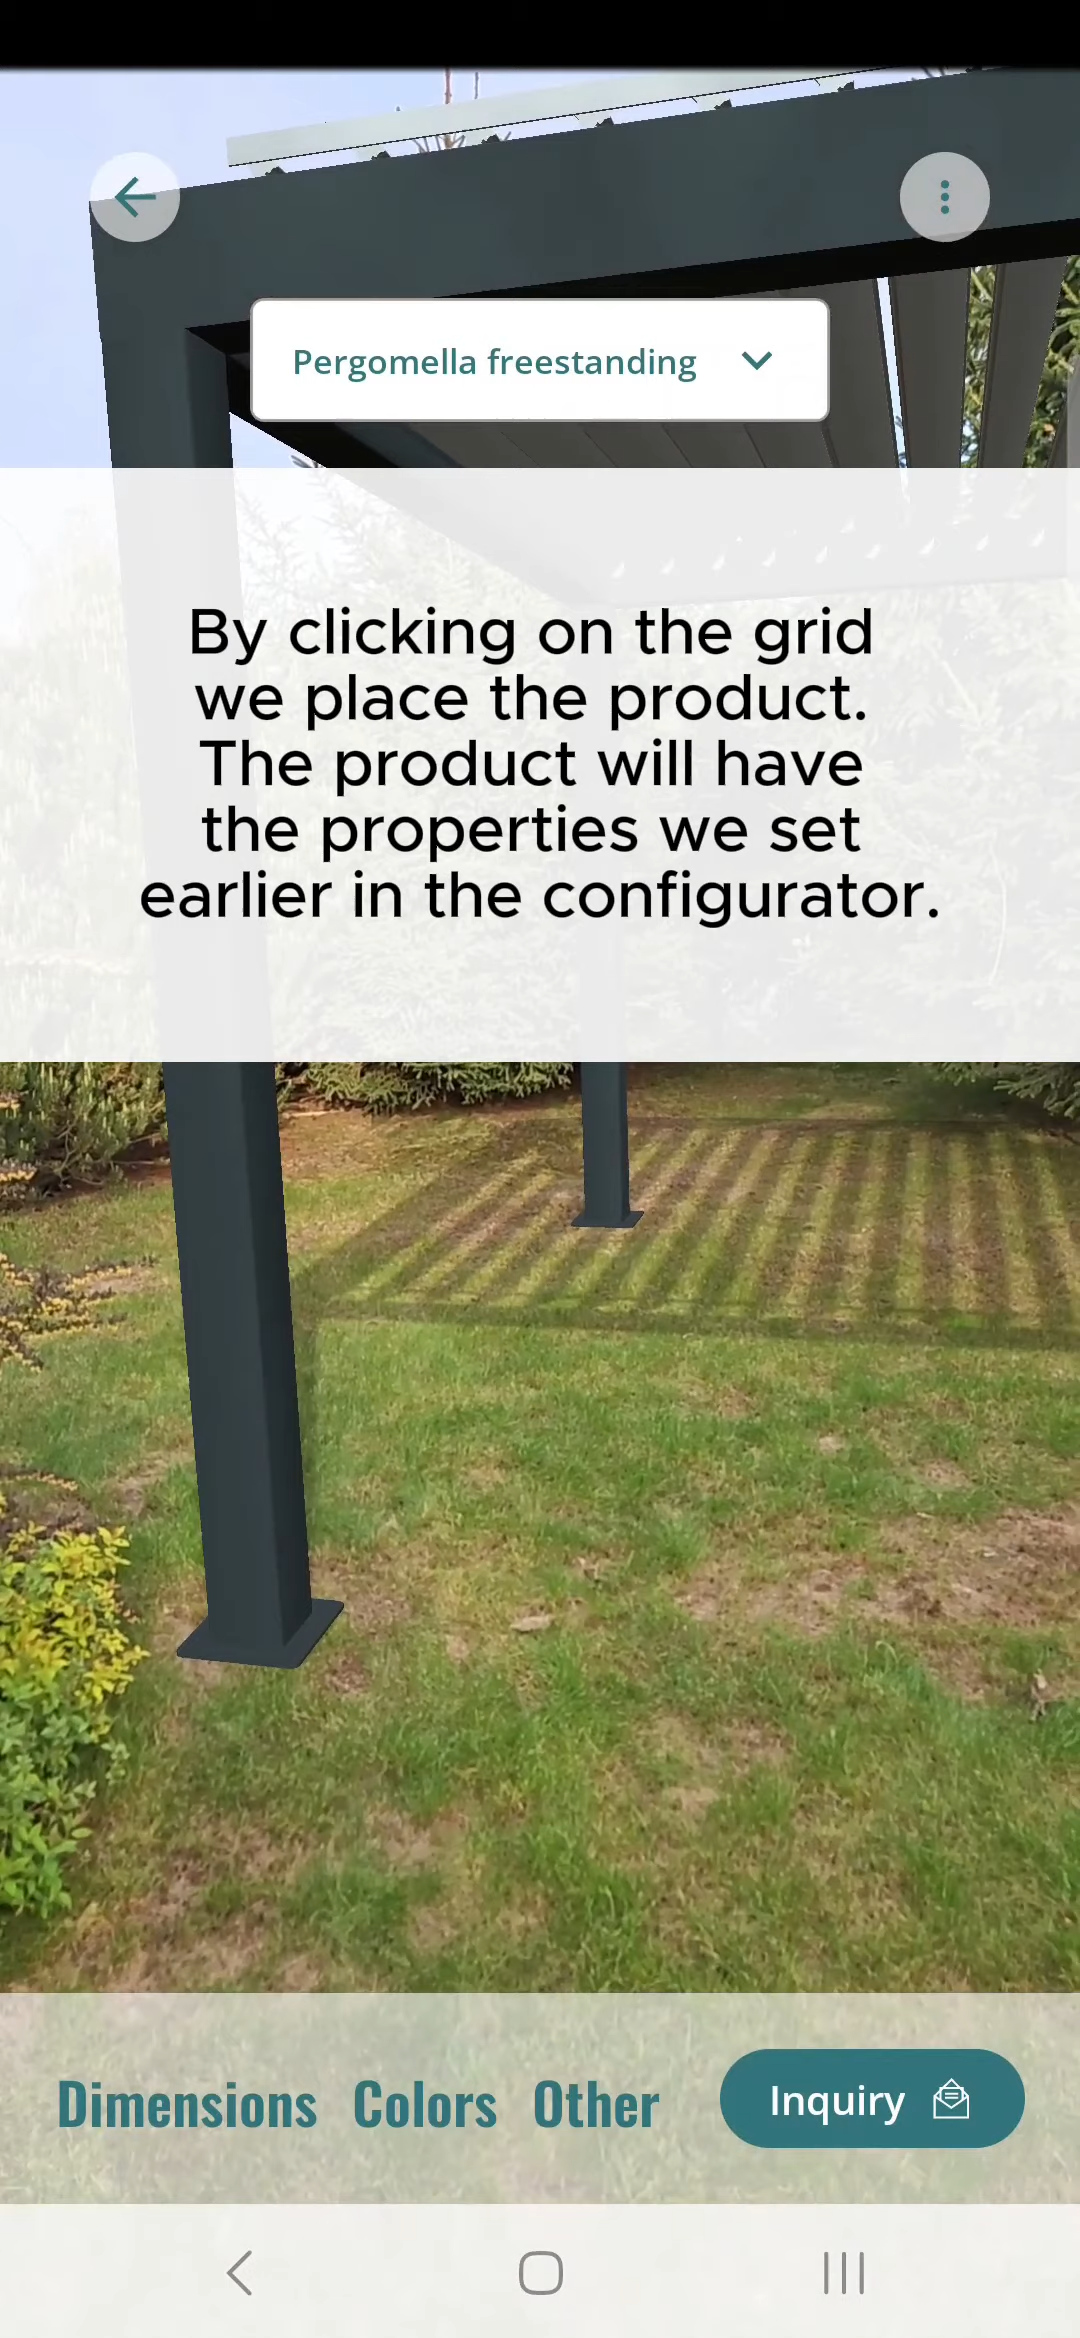 Pergomella freestanding
By clicking on the grid
we place the product.
The product will have
the properties we set
earlier in the configurator.
Dimensions Colors Other Inquiry